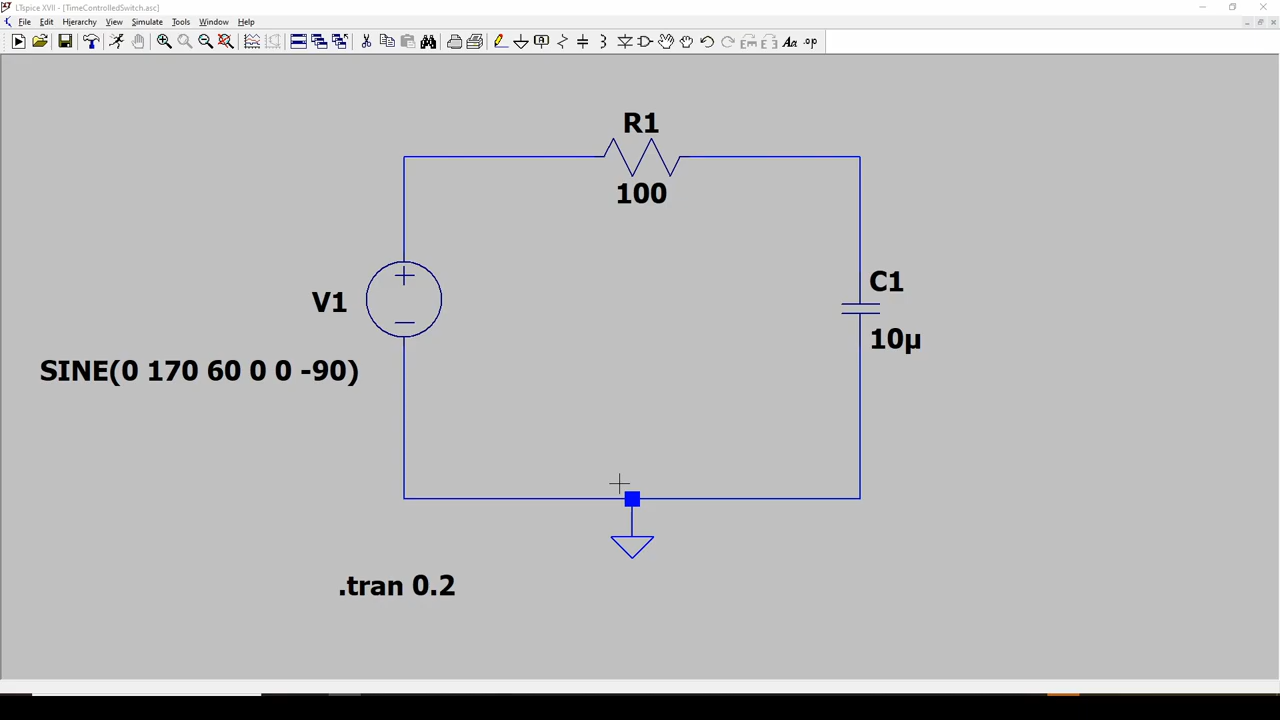 LTspice XVII - [TimeControlledSwitch.asc]
File Edit Hierarchy View Simulate Tools Window Help
R1
100
V1
SINE(0 170 60 0 0 -90)
C1
10µ
.tran 0.2